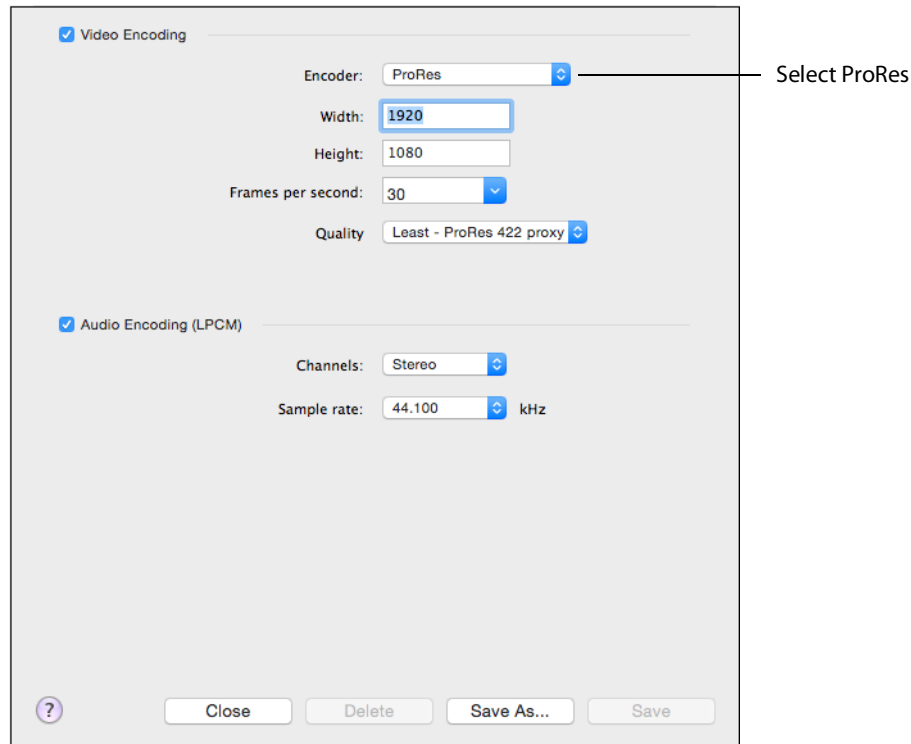 Video Encoding
Encoder: ProRes
Select ProRes
Width: 1920
Height: 1080
Frames per second: 30
Quality Least - ProRes 422 proxy
Audio Encoding (LPCM)
Channels: Stereo
Sample rate: 44.100 kHz
? Close Delete Save As... Save